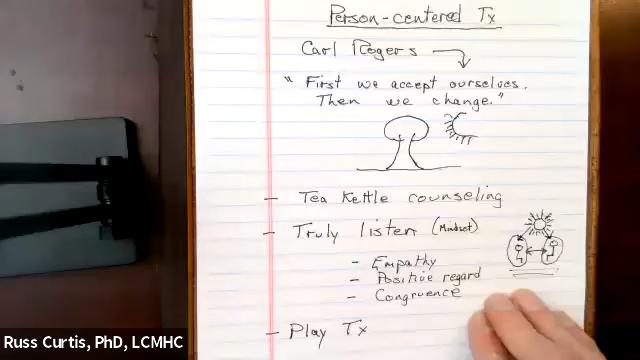 Person-centered Tx
Carl Rogers
"First we accept ourselves.
Then we change."
- Tea Kettle counseling
- Truly listen (Mindset)
- Empathy
- Positive regard
- Congruence
- Play Tx
Russ Curtis, PhD, LCMHC